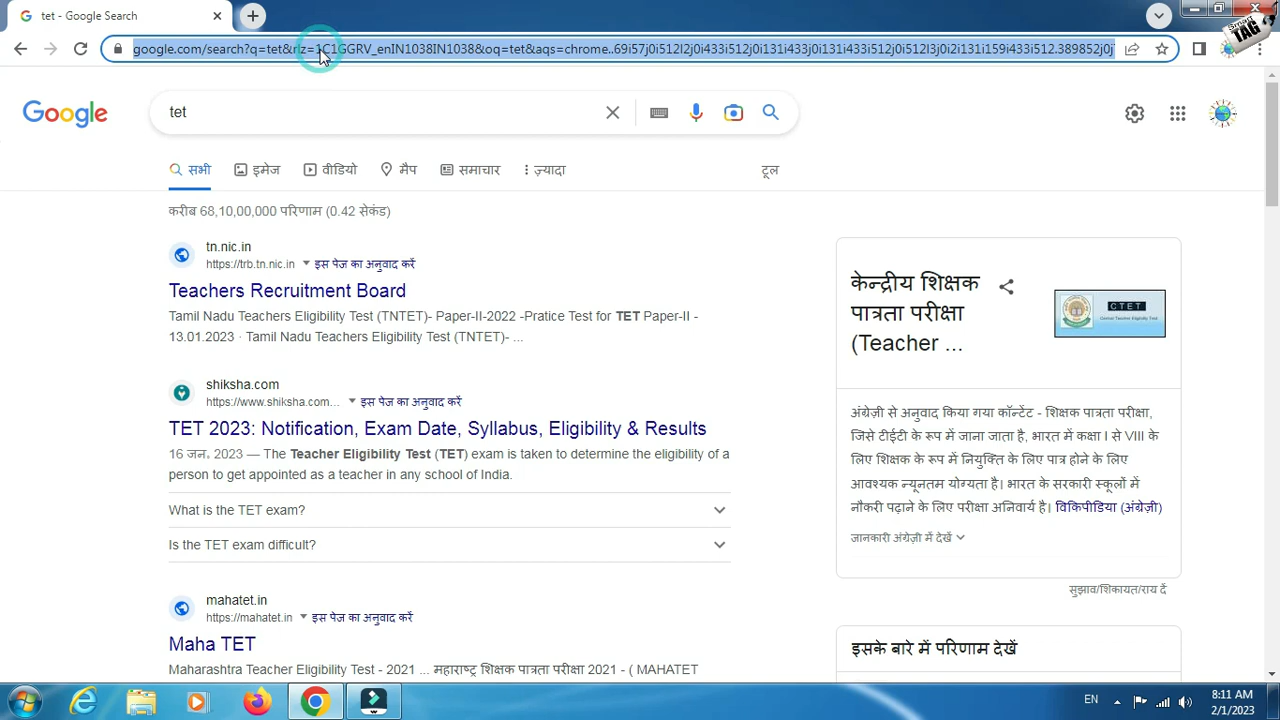 tet - Google Search
google.com/search?q=tet&rlz=1C1GGRV_enIN1038IN1038&oq=tet&aqs=chrome..69i57j0i512l2j0i433i512j0i131i433j0i131i433i512j0i512l3j0i2i131i159i433i512.389852j0j
TAG
Google
tet
सभी
इमेज
वीडियो
मैप
समाचार
ज़्यादा
टूल
करीब 68,10,00,000 परिणाम (0.42 सेकंड)
tn.nic.in
https://trb.tn.nic.in इस पेज का अनुवाद करें
Teachers Recruitment Board
Tamil Nadu Teachers Eligibility Test (TNTET)- Paper-II-2022 -Pratice Test for TET Paper-II -
13.01.2023 · Tamil Nadu Teachers Eligibility Test (TNTET)- ...
shiksha.com
https://www.shiksha.com... इस पेज का अनुवाद करें
TET 2023: Notification, Exam Date, Syllabus, Eligibility & Results
16 जन॰ 2023 — The Teacher Eligibility Test (TET) exam is taken to determine the eligibility of a
person to get appointed as a teacher in any school of India.
What is the TET exam?
Is the TET exam difficult?
mahatet.in
https://mahatet.in इस पेज का अनुवाद करें
Maha TET
Maharashtra Teacher Eligibility Test - 2021 ... महाराष्ट्र शिक्षक पात्रता परीक्षा 2021 - ( MAHATET
केन्द्रीय शिक्षक
पात्रता परीक्षा
(Teacher ...
CTET
Central Teacher Eligibility Test
अंग्रेज़ी से अनुवाद किया गया कॉन्टेंट - शिक्षक पात्रता परीक्षा,
जिसे टीईटी के रूप में जाना जाता है, भारत में कक्षा I से VIII के
लिए शिक्षक के रूप में नियुक्ति के लिए पात्र होने के लिए
आवश्यक न्यूनतम योग्यता है। भारत के सरकारी स्कूलों में
नौकरी पढ़ाने के लिए परीक्षा अनिवार्य है। विकिपीडिया (अंग्रेज़ी)
जानकारी अंग्रेज़ी में देखें
सुझाव/शिकायत/राय दें
इसके बारे में परिणाम देखें
EN
8:11 AM
2/1/2023